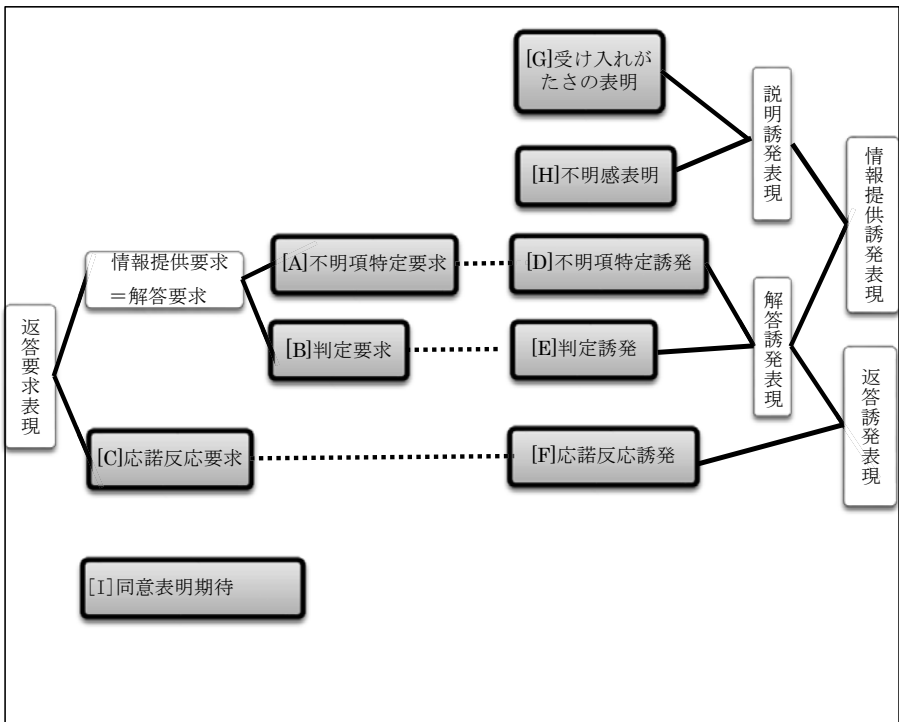 [G]受け入れが
たさの表明
説明誘発表現
[H]不明感表明
情報提供誘発表現
情報提供要求
＝解答要求
[A]不明項特定要求
[D]不明項特定誘発
解答誘発表現
返答要求表現
[B]判定要求
[E]判定誘発
返答誘発表現
[C]応諾反応要求
[F]応諾反応誘発
[I]同意表明期待